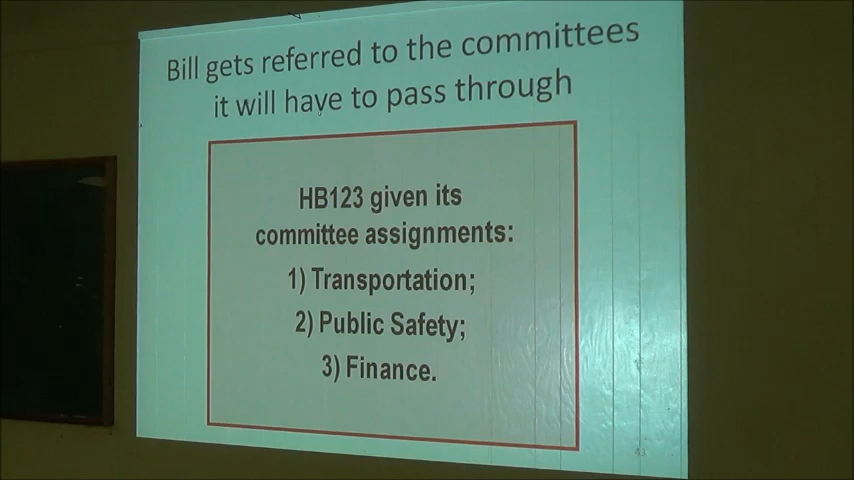 Bill gets referred to the committees
it will have to pass through
HB123 given its
committee assignments:
1) Transportation;
2) Public Safety;
3) Finance.
43